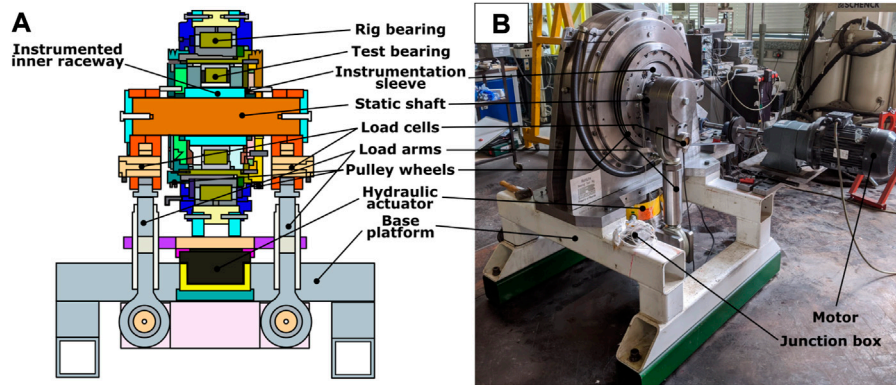 A
B
Rig bearing
Test bearing
Instrumented
inner raceway
Instrumentation
sleeve
Static shaft
Load cells
Load arms
Pulley wheels
Hydraulic
actuator
Base
platform
Motor
Junction box
SCHENCK